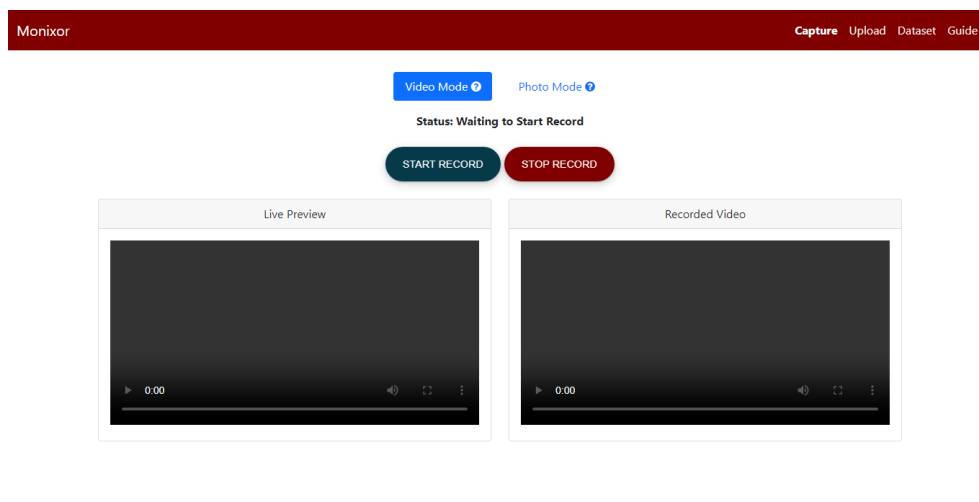 Monixor
Capture Upload Dataset Guide
Video Mode Photo Mode
Status: Waiting to Start Record
START RECORD STOP RECORD
Live Preview
Recorded Video
0:00
0:00